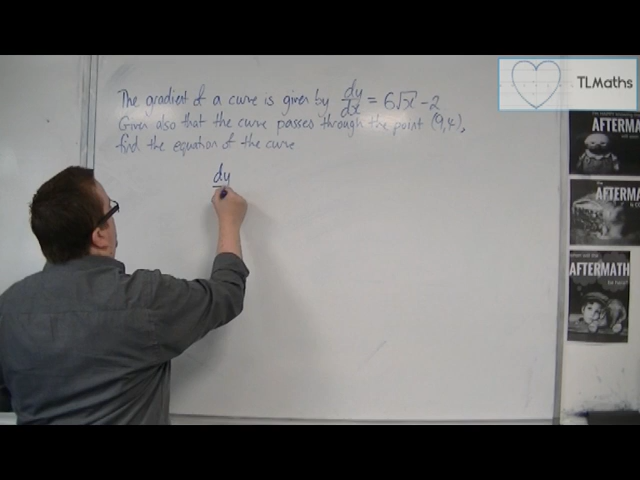 The gradient of a curve is given by dy/dx = 6√x - 2
Given also that the curve passes through the point (9,4),
find the equation of the curve
dy
TLMaths
AFTERMATH
AFTERMA
AFTERMATH